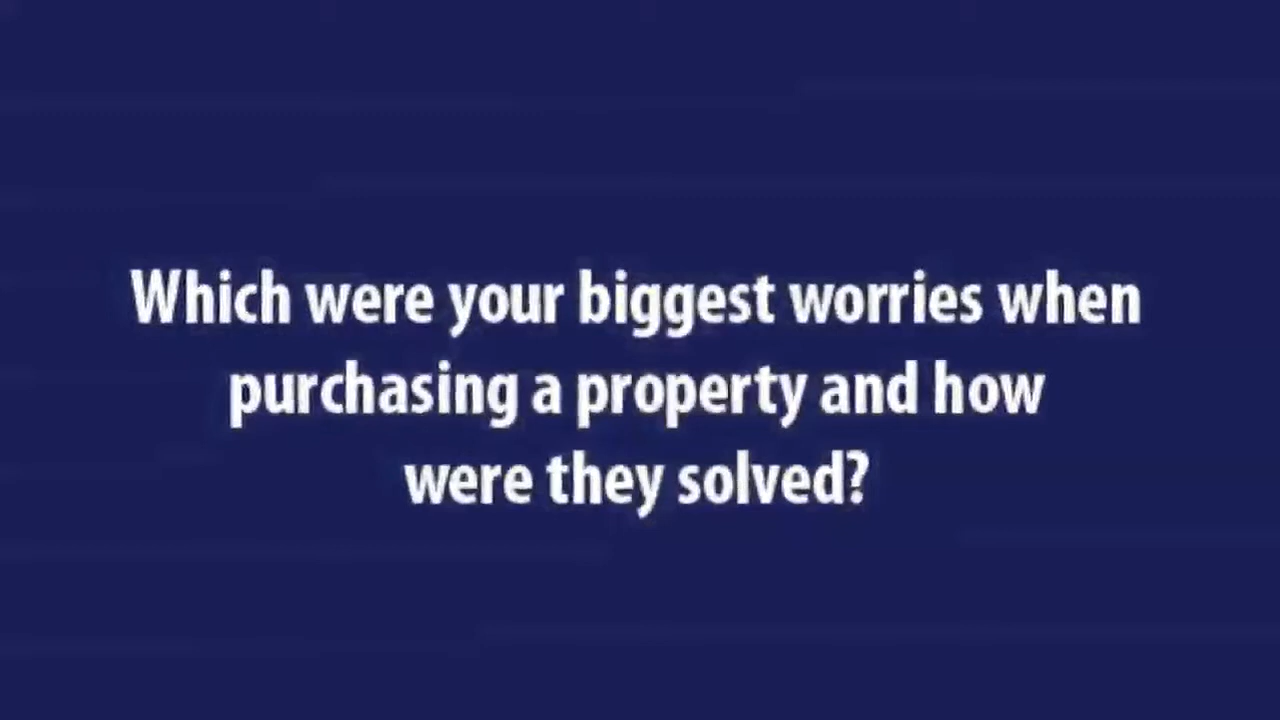 Which were your biggest worries when
purchasing a property and how
were they solved?